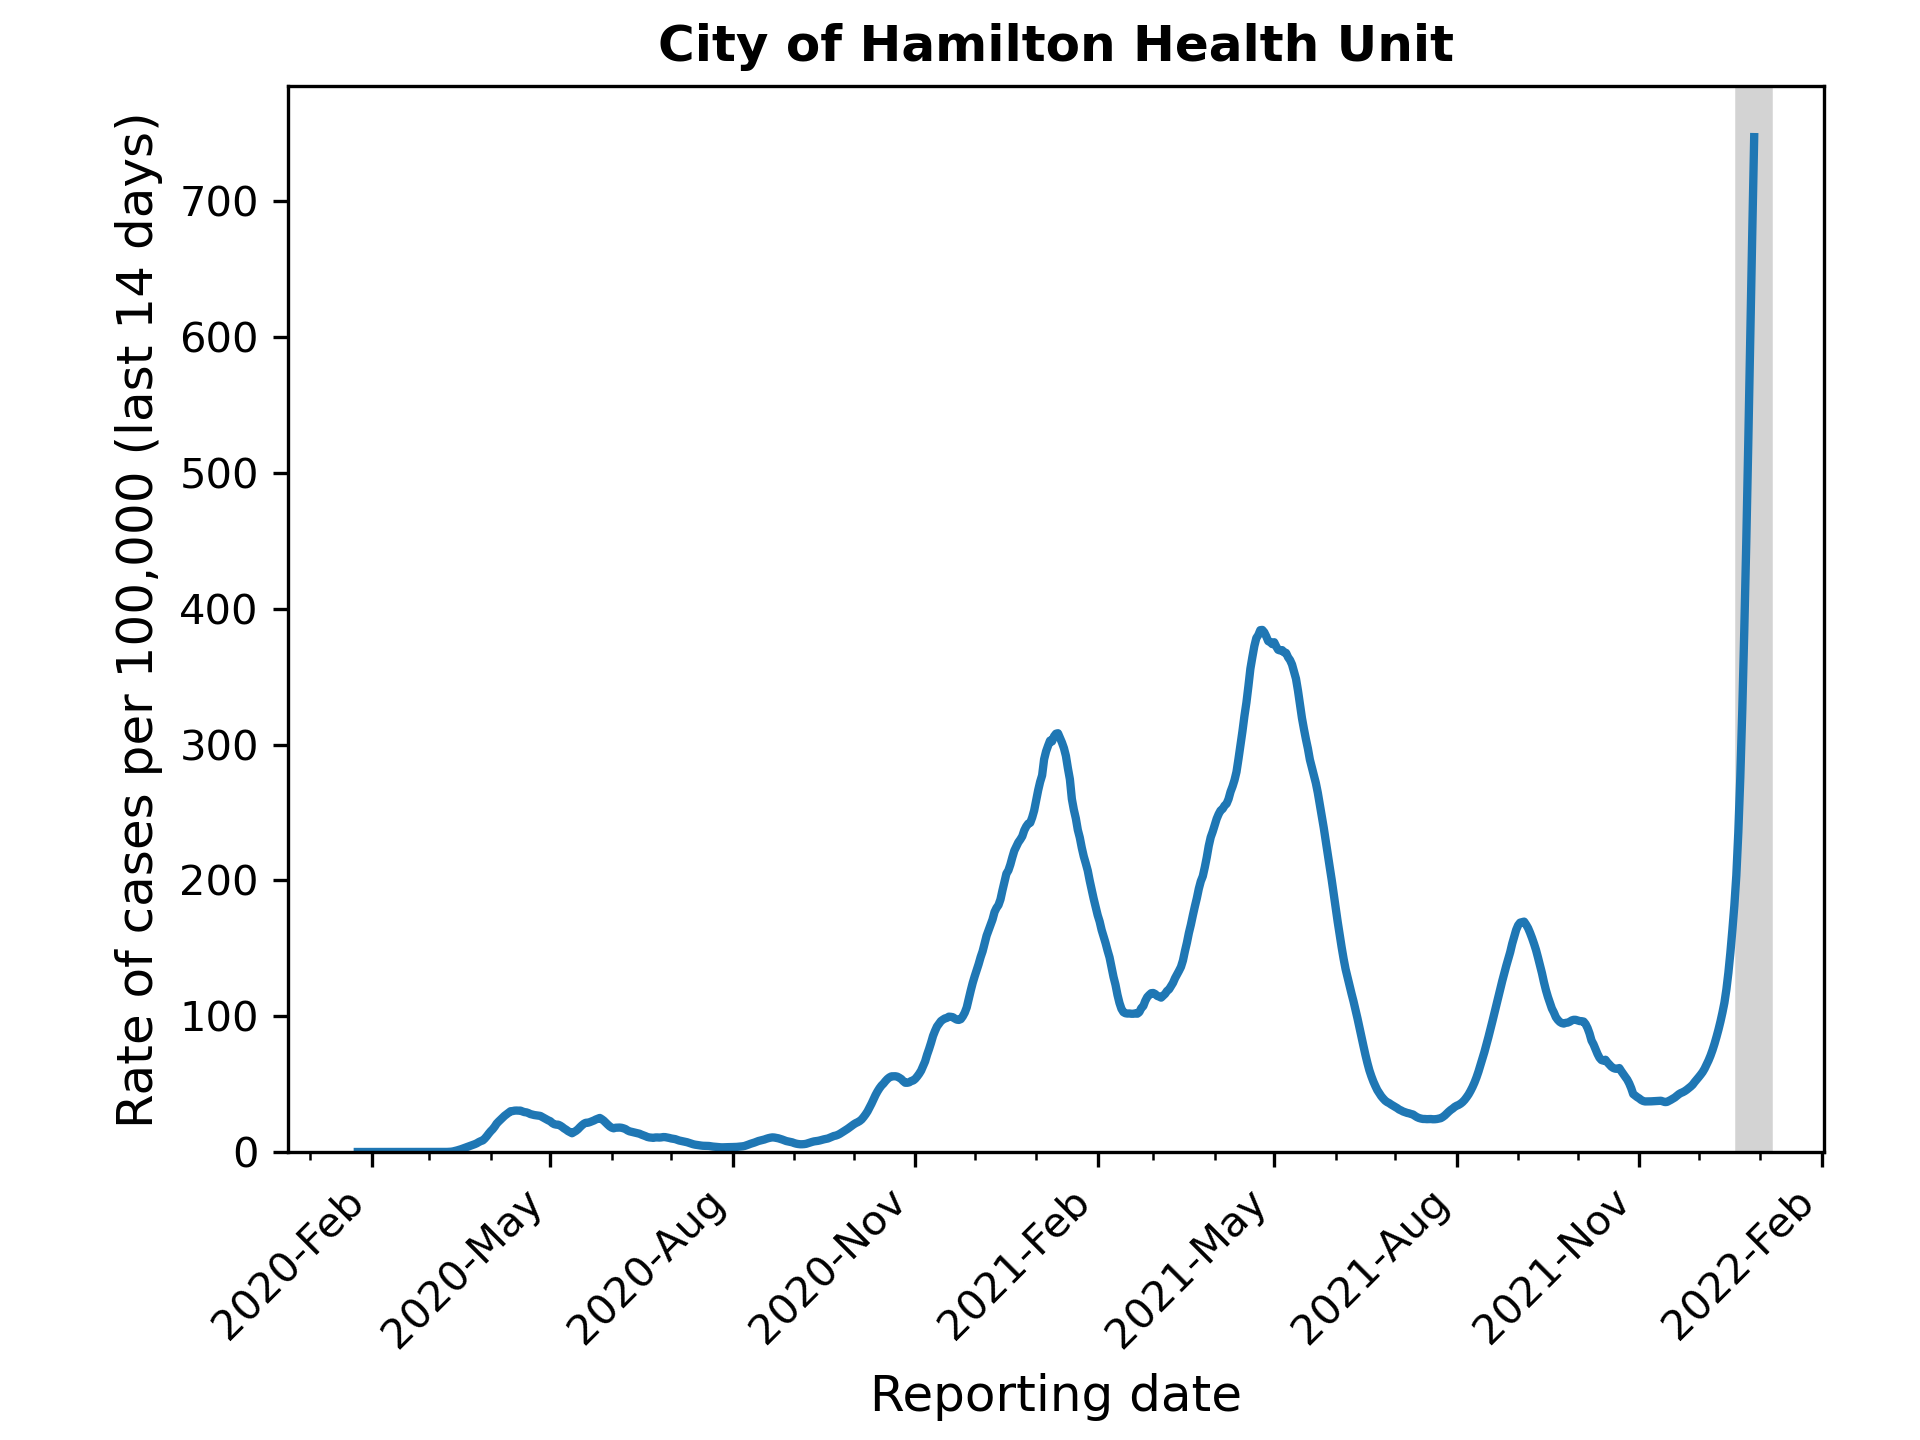 City of Hamilton Health Unit
Rate of cases per 100,000 (last 14 days)
700
600
500
400
300
200
100
0
2020-Feb
2020-May
2020-Aug
2020-Nov
2021-Feb
2021-May
2021-Aug
2021-Nov
2022-Feb
Reporting date